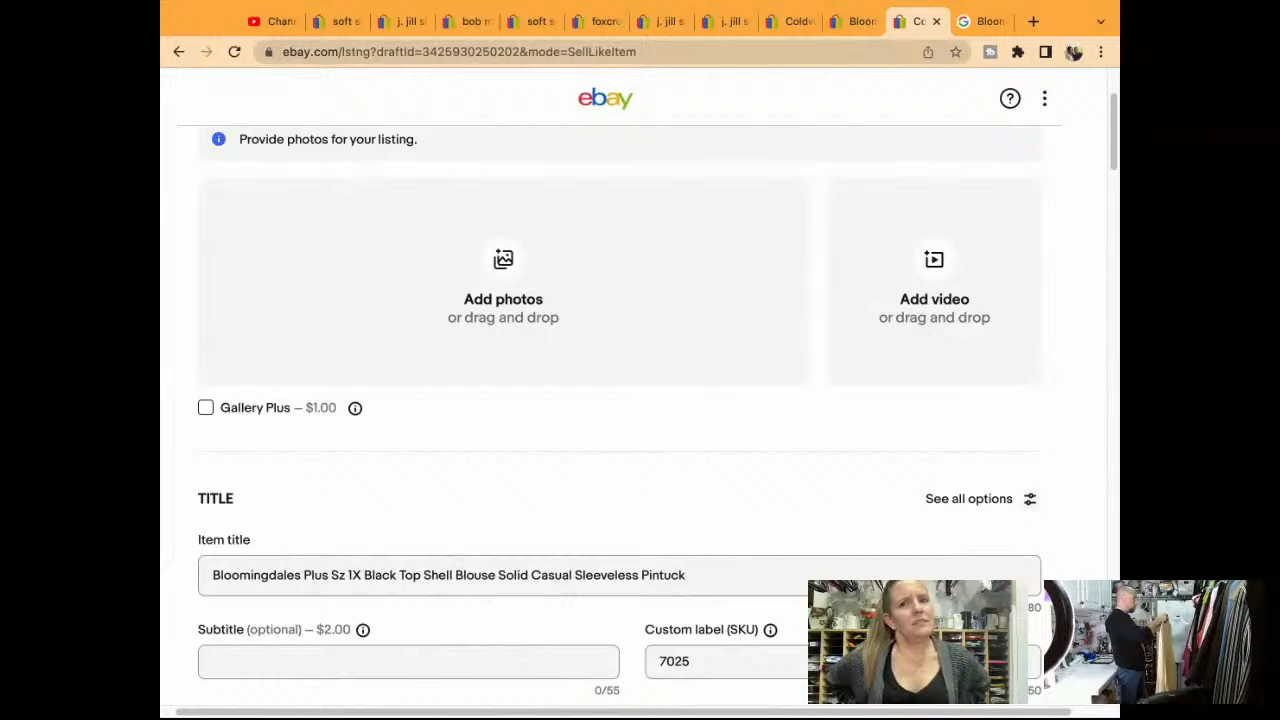 Chan
soft s
j. jill s
bob m
soft s
foxcro
j. jill s
j. jill s
Coldw
Bloon
Co
Bloon
ebay.com/lstng?draftId=3425930250202&mode=SellLikeItem
ebay
Provide photos for your listing.
Add photos
or drag and drop
Add video
or drag and drop
Gallery Plus – $1.00
TITLE
See all options
Item title
Bloomingdales Plus Sz 1X Black Top Shell Blouse Solid Casual Sleeveless Pintuck
80
Subtitle (optional) – $2.00
Custom label (SKU)
7025
0/55
50